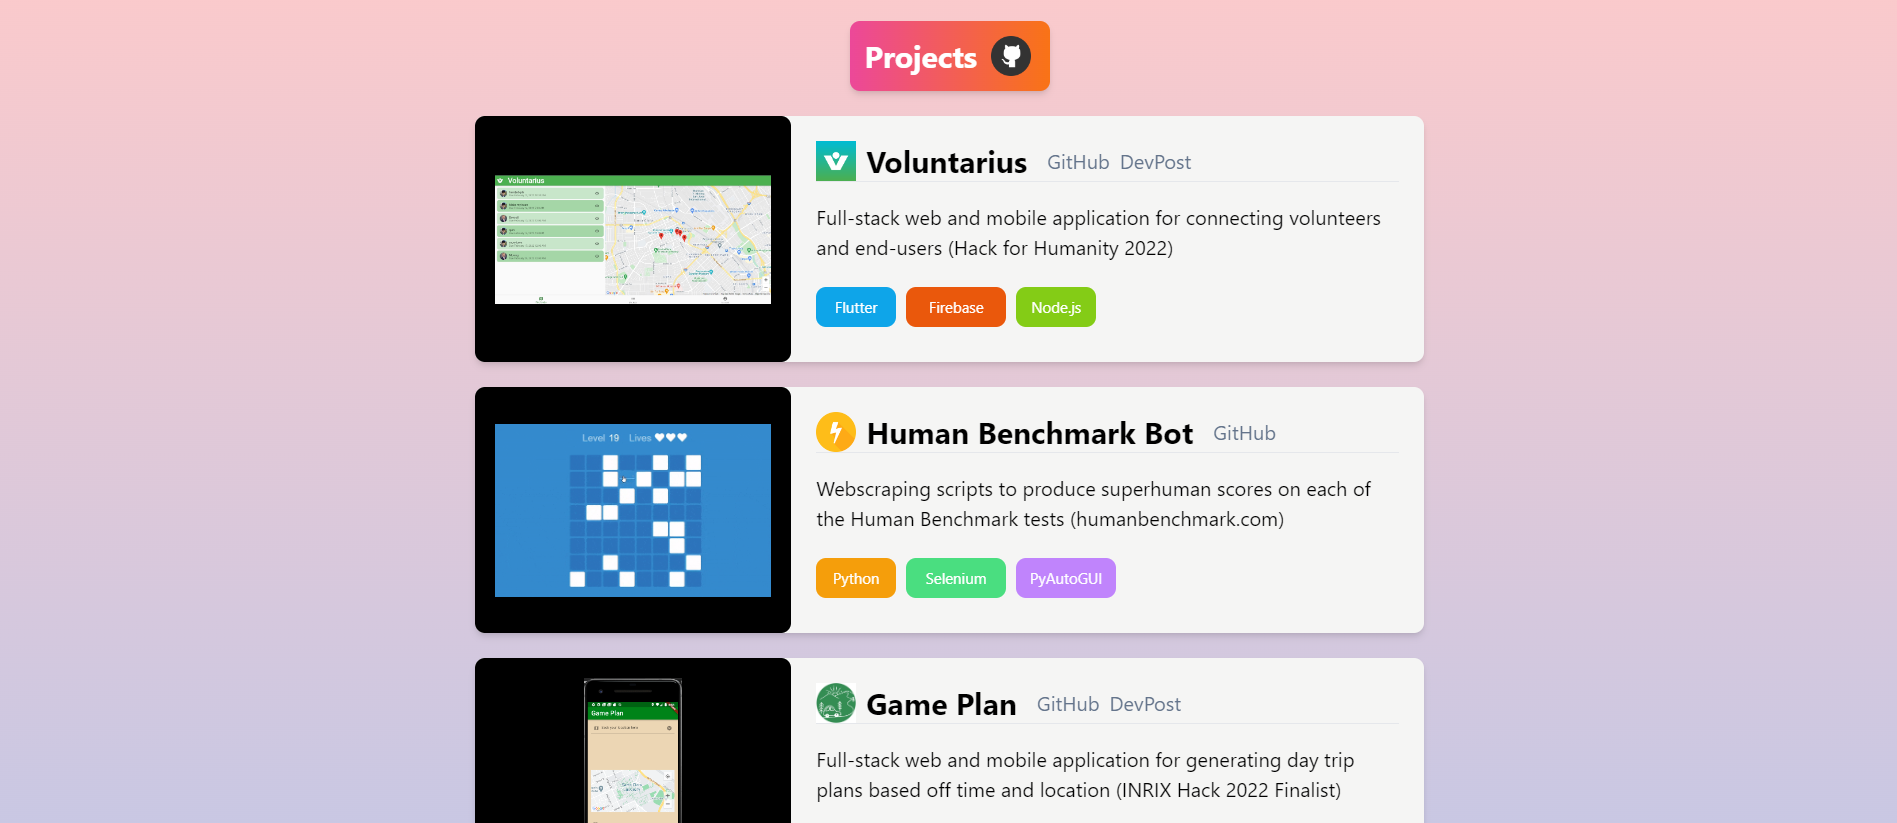 Projects
Voluntarius
Voluntarius GitHub DevPost
Full-stack web and mobile application for connecting volunteers
and end-users (Hack for Humanity 2022)
Flutter Firebase Node.js
Level 19 Lives
Human Benchmark Bot GitHub
Webscraping scripts to produce superhuman scores on each of
the Human Benchmark tests (humanbenchmark.com)
Python Selenium PyAutoGUI
Game Plan
Game Plan GitHub DevPost
Full-stack web and mobile application for generating day trip
plans based off time and location (INRIX Hack 2022 Finalist)